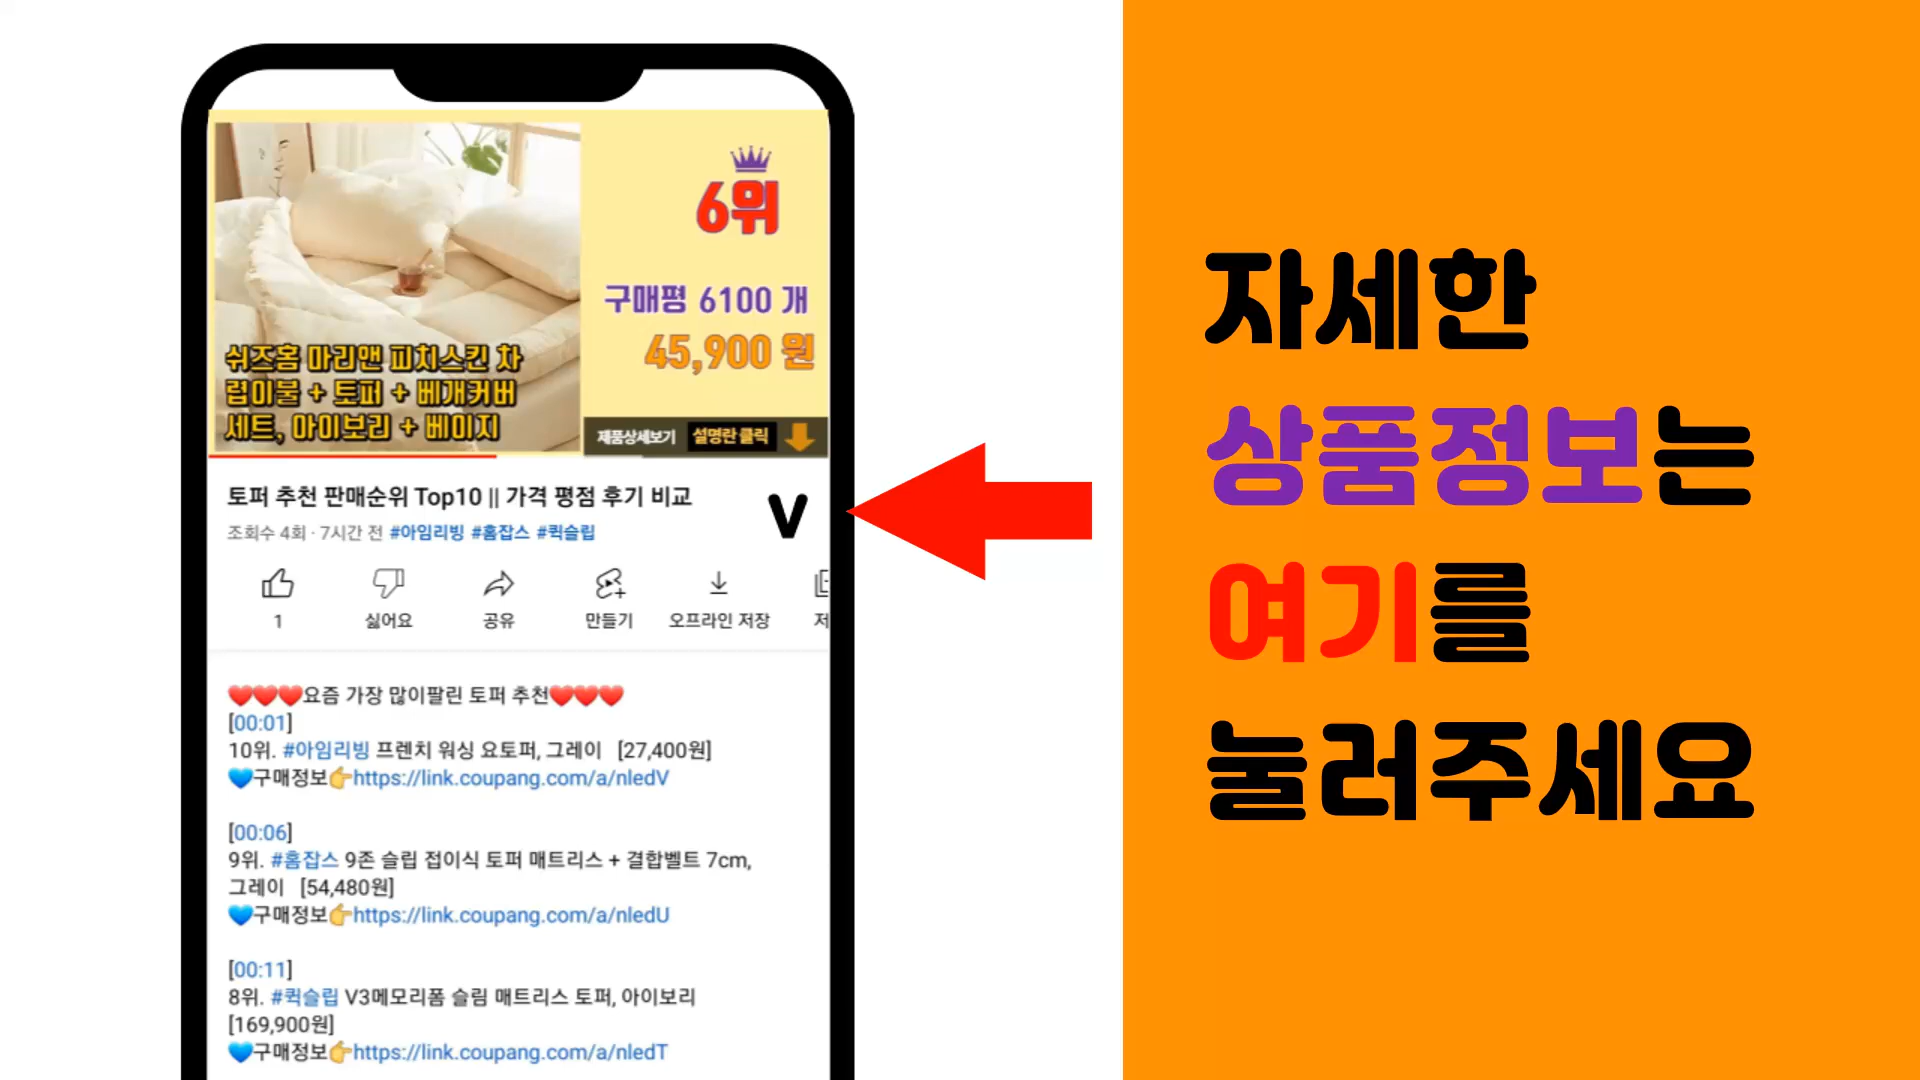 6위
구매평 6100 개
45,900 원
쉬즈홈 마리앤 피치스킨 차
렵이불 + 토퍼 + 베개커버
세트, 아이보리 + 베이지
제품상세보기 설명란 클릭
토퍼 추천 판매순위 Top10 || 가격 평점 후기 비교
V
조회수 4회 · 7시간 전 #아임리빙 #홈잡스 #퀵슬립
1 싫어요 공유 만들기 오프라인 저장 저
❤❤❤요즘 가장 많이팔린 토퍼 추천❤❤❤
[00:01]
10위. #아임리빙 프렌치 워싱 요토퍼, 그레이 [27,400원]
💙구매정보👉https://link.coupang.com/a/nledV
[00:06]
9위. #홈잡스 9존 슬립 접이식 토퍼 매트리스 + 결합벨트 7cm,
그레이 [54,480원]
💙구매정보👉https://link.coupang.com/a/nledU
[00:11]
8위. #퀵슬립 V3메모리폼 슬림 매트리스 토퍼, 아이보리
[169,900원]
💙구매정보👉https://link.coupang.com/a/nledT
자세한
상품정보는
여기를
눌러주세요